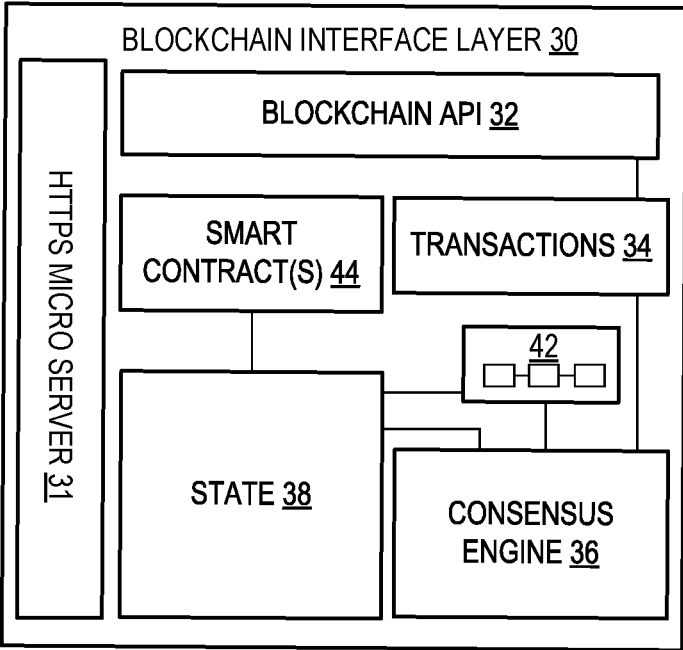 BLOCKCHAIN INTERFACE LAYER 30
HTTPS MICRO SERVER 31
BLOCKCHAIN API 32
SMART
CONTRACT(S) 44
TRANSACTIONS 34
42
STATE 38
CONSENSUS
ENGINE 36